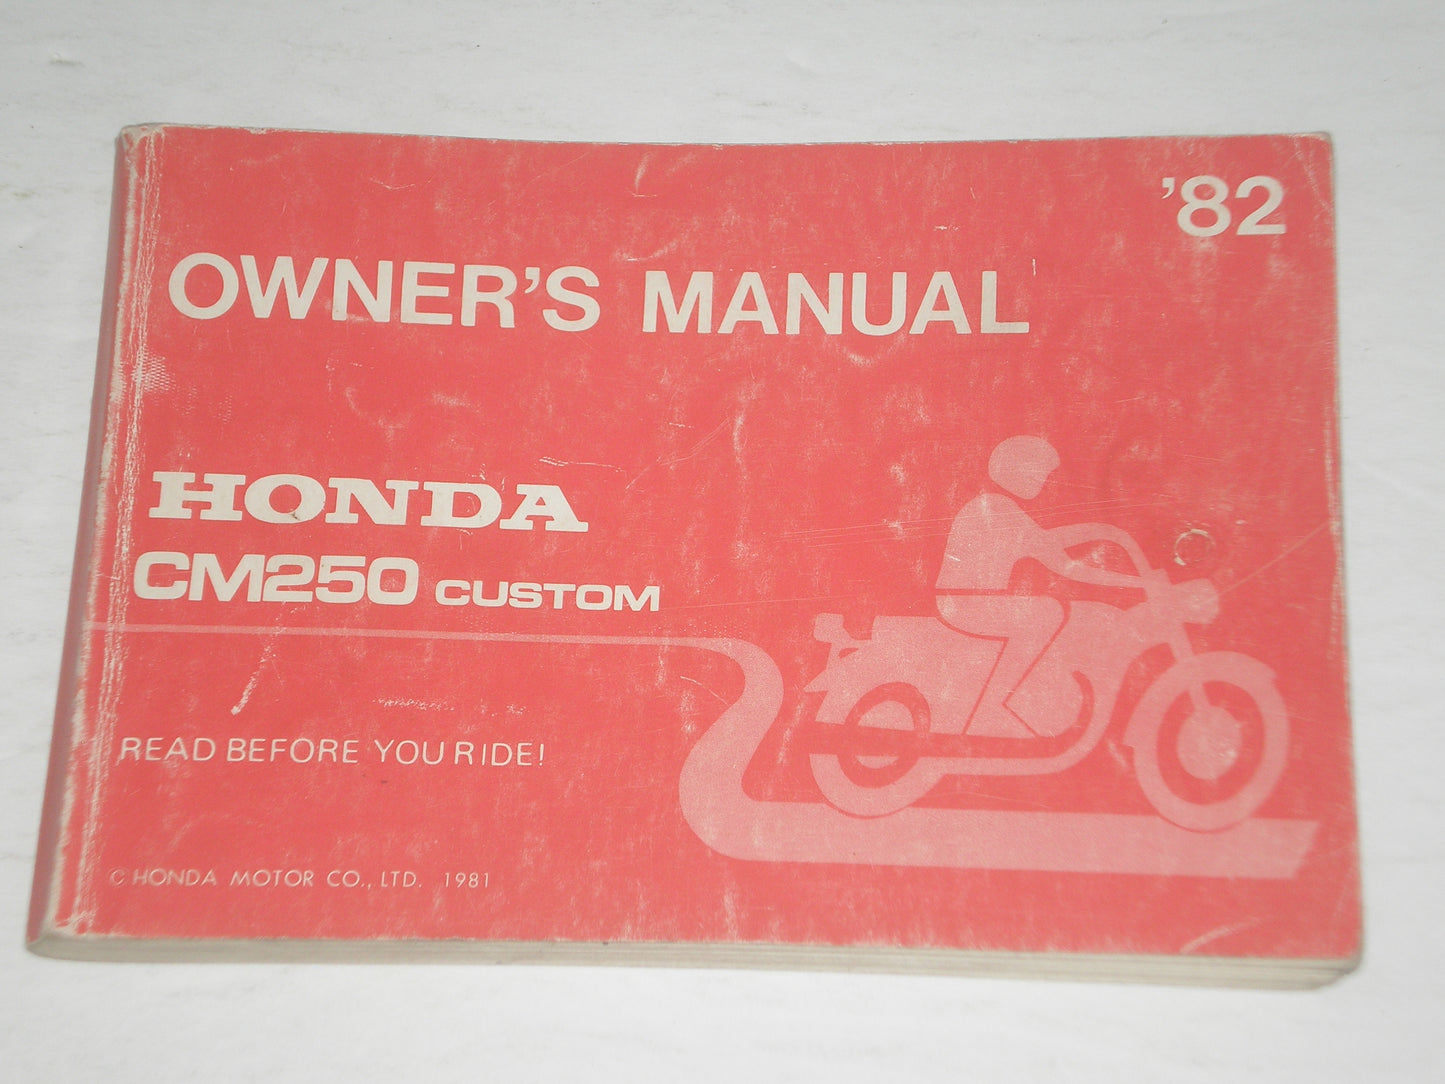 '82
OWNER'S MANUAL
HONDA
CM250 CUSTOM
READ BEFORE YOU RIDE!
© HONDA MOTOR CO., LTD. 1981